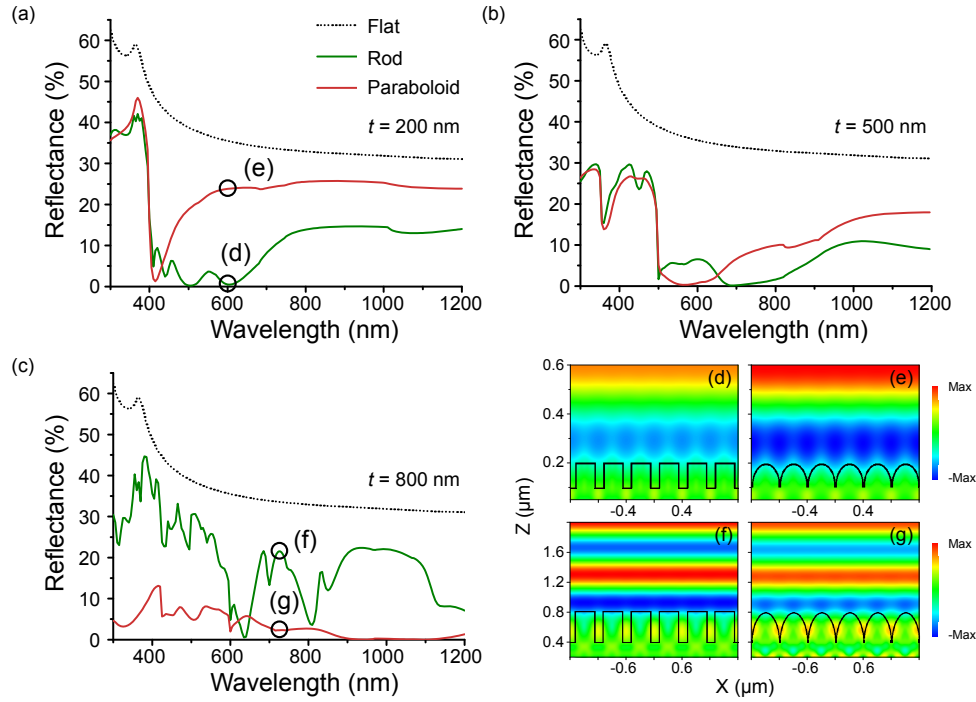 (a)
60
50
40
30
20
10
0
Reflectance (%)
Flat
Rod
Paraboloid
t = 200 nm
(e)
(d)
400 600 800 1000 1200
Wavelength (nm)
(b)
60
50
40
30
20
10
0
Reflectance (%)
t = 500 nm
400 600 800 1000 1200
Wavelength (nm)
(c)
60
50
40
30
20
10
0
Reflectance (%)
t = 800 nm
(f)
(g)
400 600 800 1000 1200
Wavelength (nm)
0.6
0.4
0.2
(d)
(e)
Max
-Max
-0.4 0.4 -0.4 0.4
Z (μm)
1.6
1.2
0.8
0.4
(f)
(g)
Max
-Max
-0.6 0.6 -0.6 0.6
X (μm)